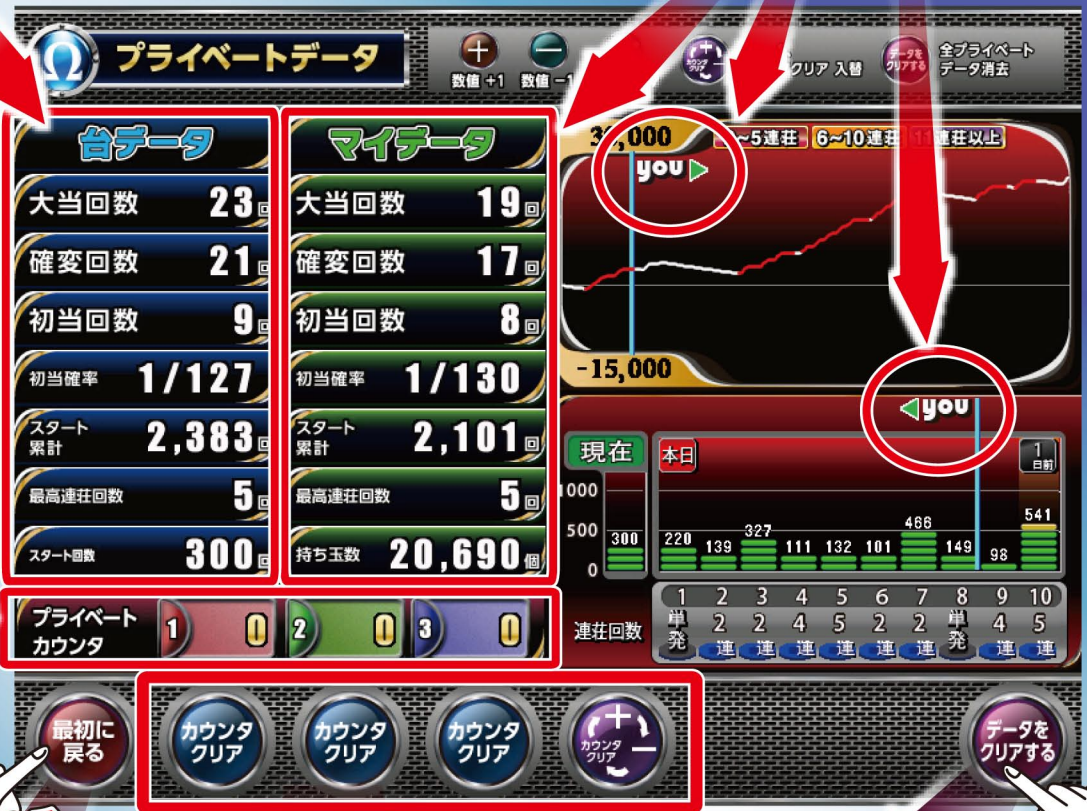 Ω プライベートデータ
数値 +1 数値 -1
カウンタ クリア
クリア 入替
データを クリアする
全プライベート
データ消去
台データ
大当回数 23回
確変回数 21回
初当回数 9回
初当確率 1/127
スタート
累計 2,383回
最高連荘回数 5回
スタート回数 300回
マイデータ
大当回数 19回
確変回数 17回
初当回数 8回
初当確率 1/130
スタート
累計 2,101回
最高連荘回数 5回
持ち玉数 20,690個
～5連荘 6～10連荘 11連荘以上
you
-15,000
you
現在 本日 1日前
1000
500
0
300 220 139 327 111 132 101 466 149 98 541
1 2 3 4 5 6 7 8 9 10
連荘回数 単発 2連 2連 4連 5連 2連 2連 単発 4連 5連
プライベート
カウンタ
1 0 2 0 3 0
最初に
戻る
カウンタ
クリア
カウンタ
クリア
カウンタ
クリア
カウンタ
クリア
データを
クリアする